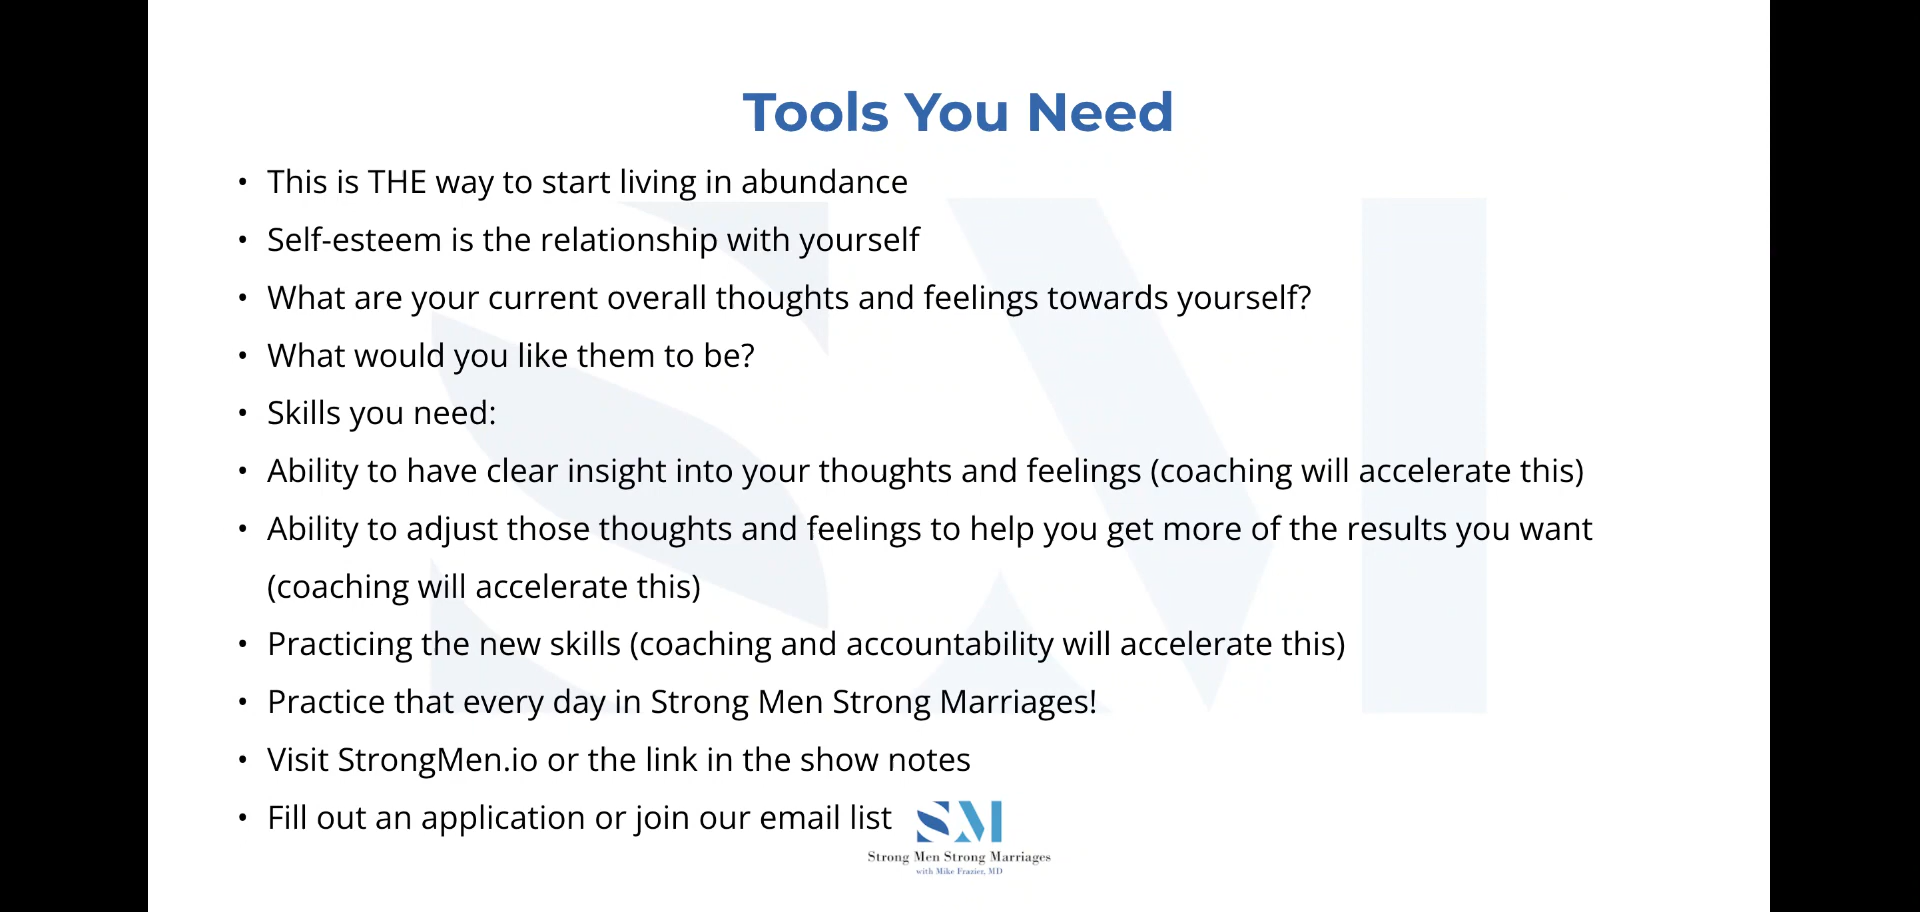 Tools You Need
• This is THE way to start living in abundance
• Self-esteem is the relationship with yourself
• What are your current overall thoughts and feelings towards yourself?
• What would you like them to be?
• Skills you need:
• Ability to have clear insight into your thoughts and feelings (coaching will accelerate this)
• Ability to adjust those thoughts and feelings to help you get more of the results you want
(coaching will accelerate this)
• Practicing the new skills (coaching and accountability will accelerate this)
• Practice that every day in Strong Men Strong Marriages!
• Visit StrongMen.io or the link in the show notes
• Fill out an application or join our email list
SM
Strong Men Strong Marriages
with Mike Frazier, MD